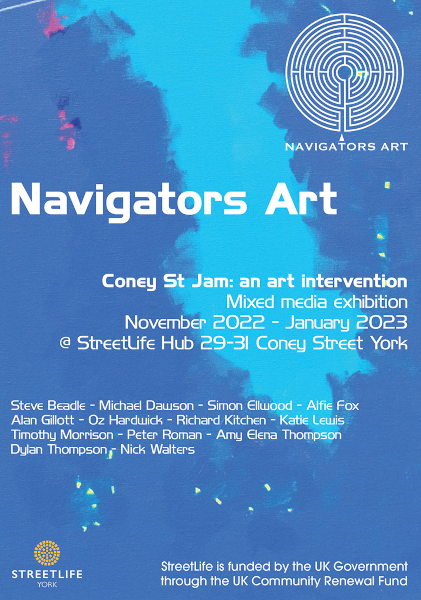 NAVIGATORS ART
Navigators Art
Coney St Jam: an art intervention
Mixed media exhibition
November 2022 - January 2023
@ StreetLife Hub 29-31 Coney Street York
Steve Beadle - Michael Dawson - Simon Ellwood - Alfie Fox
Alan Gillott - Oz Hardwick - Richard Kitchen - Katie Lewis
Timothy Morrison - Peter Roman - Amy Elena Thompson
Dylan Thompson - Nick Walters
STREETLIFE
YORK
StreetLife is funded by the UK Government
through the UK Community Renewal Fund